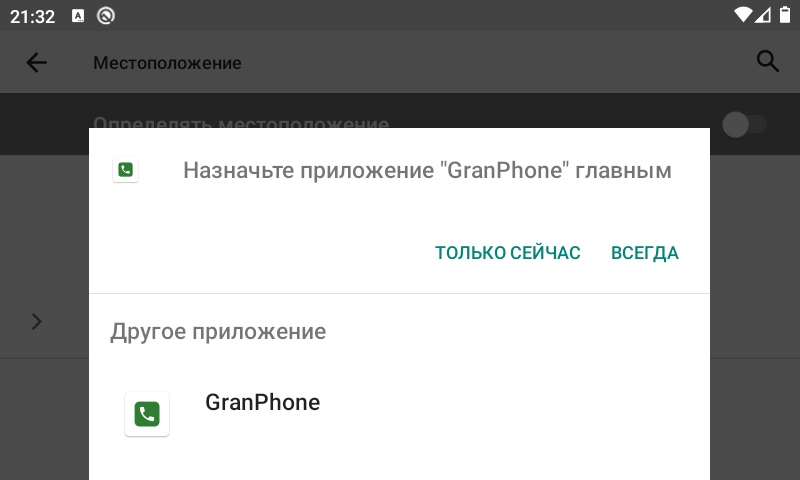 21:32
Местоположение
Определять местоположение
Назначьте приложение "GranPhone" главным
ТОЛЬКО СЕЙЧАС ВСЕГДА
Другое приложение
GranPhone